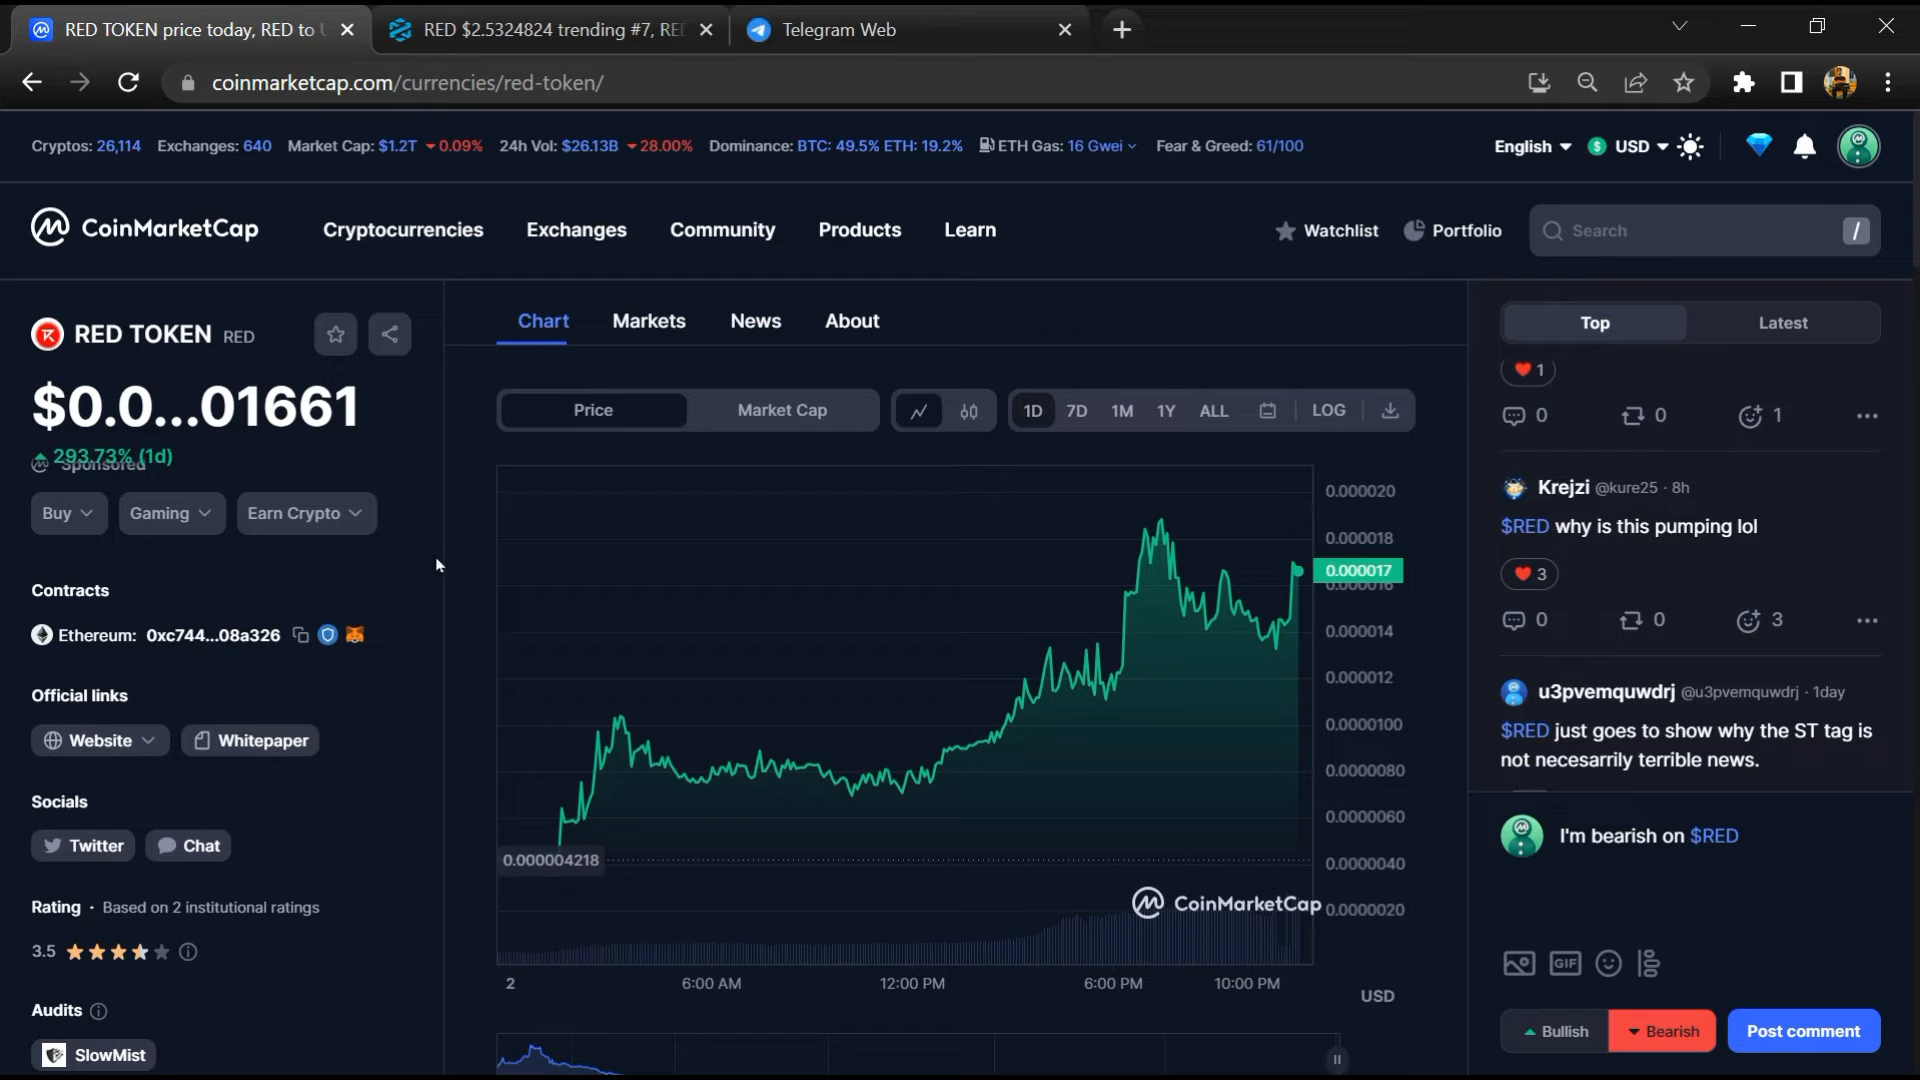 RED TOKEN price today, RED to U
RED $2.5324824 trending #7, RED
Telegram Web
coinmarketcap.com/currencies/red-token/
Cryptos: 26,114 Exchanges: 640 Market Cap: $1.2T 0.09% 24h Vol: $26.13B 28.00% Dominance: BTC: 49.5% ETH: 19.2% ETH Gas: 16 Gwei Fear & Greed: 61/100
English USD
CoinMarketCap Cryptocurrencies Exchanges Community Products Learn Watchlist Portfolio Search /
RED TOKEN RED
$0.0...01661
293.73% (1d)
Sponsored
Buy Gaming Earn Crypto
Contracts
Ethereum: 0xc744...08a326
Official links
Website Whitepaper
Socials
Twitter Chat
Rating · Based on 2 institutional ratings
3.5
Audits
SlowMist
Chart Markets News About
Price Market Cap 1D 7D 1M 1Y ALL LOG
0.000020
0.000018
0.000017
0.000016
0.000014
0.000012
0.0000100
0.0000080
0.0000060
0.0000040
0.0000020
0.000004218
CoinMarketCap
2 6:00 AM 12:00 PM 6:00 PM 10:00 PM
USD
Top Latest
1
0 0 1
Krejzi @kure25 · 8h
$RED why is this pumping lol
3
0 0 3
u3pvemquwdrj @u3pvemquwdrj · 1day
$RED just goes to show why the ST tag is
not necesarrily terrible news.
I'm bearish on $RED
GIF
Bullish Bearish Post comment